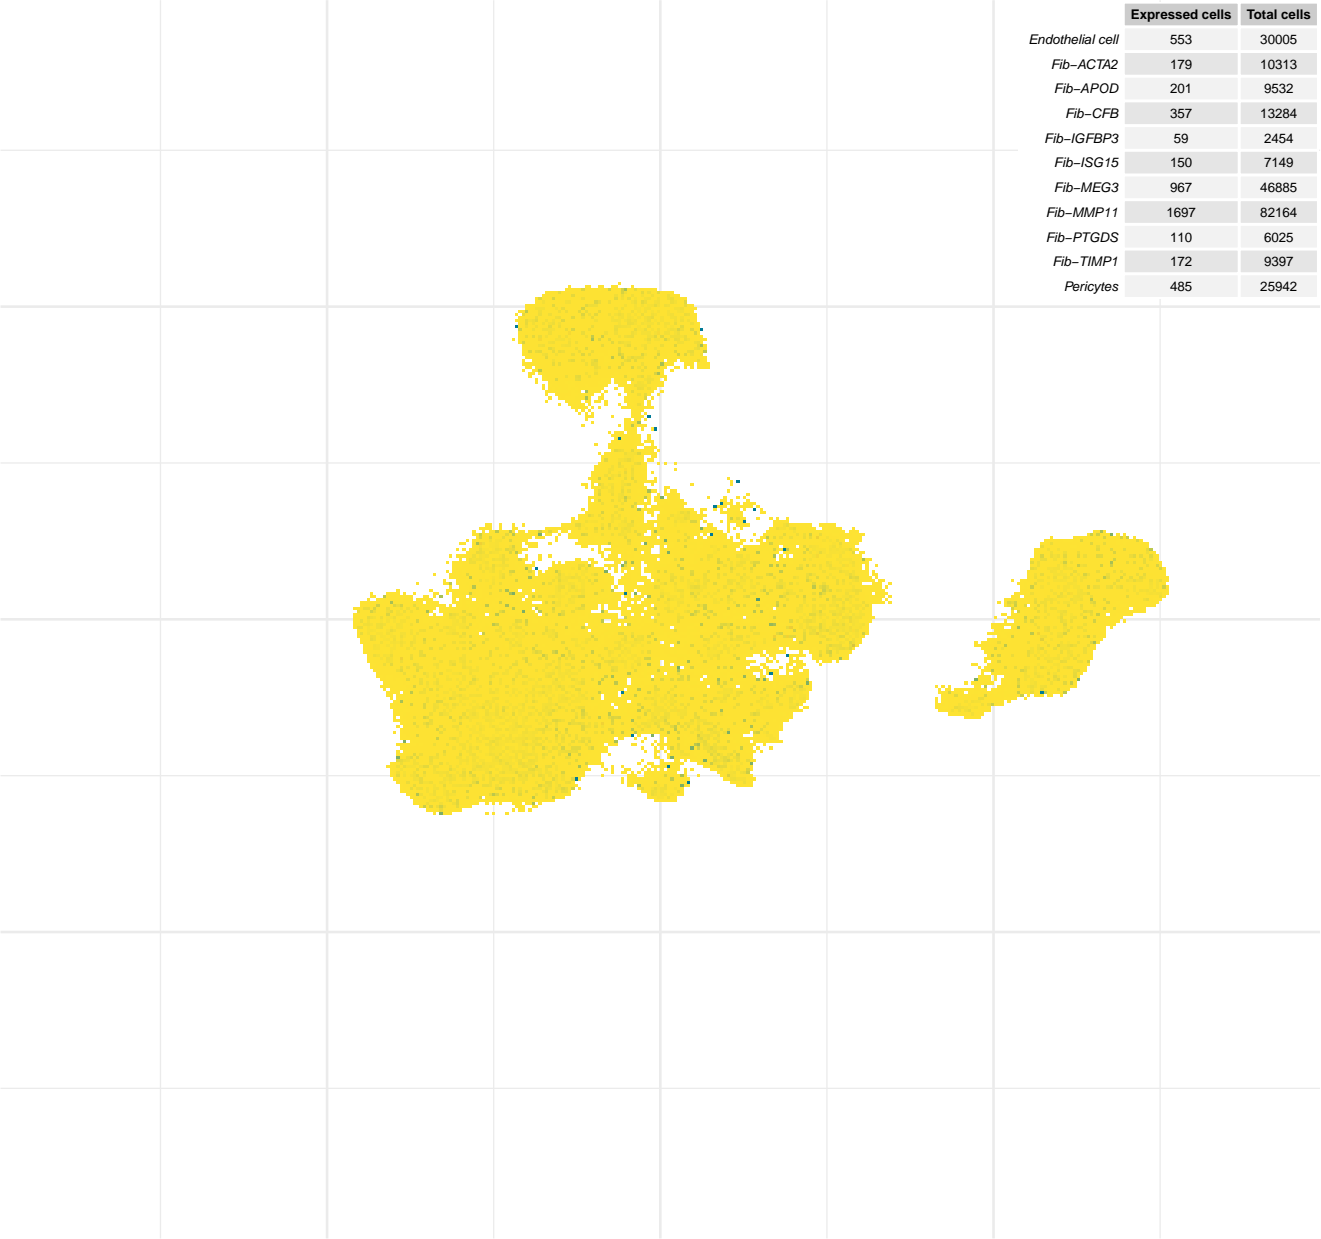 Expressed cells Total cells
Endothelial cell 553 30005
Fib−ACTA2 179 10313
Fib−APOD 201 9532
Fib−CFB 357 13284
Fib−IGFBP3 59 2454
Fib−ISG15 150 7149
Fib−MEG3 967 46885
Fib−MMP11 1697 82164
Fib−PTGDS 110 6025
Fib−TIMP1 172 9397
Pericytes 485 25942